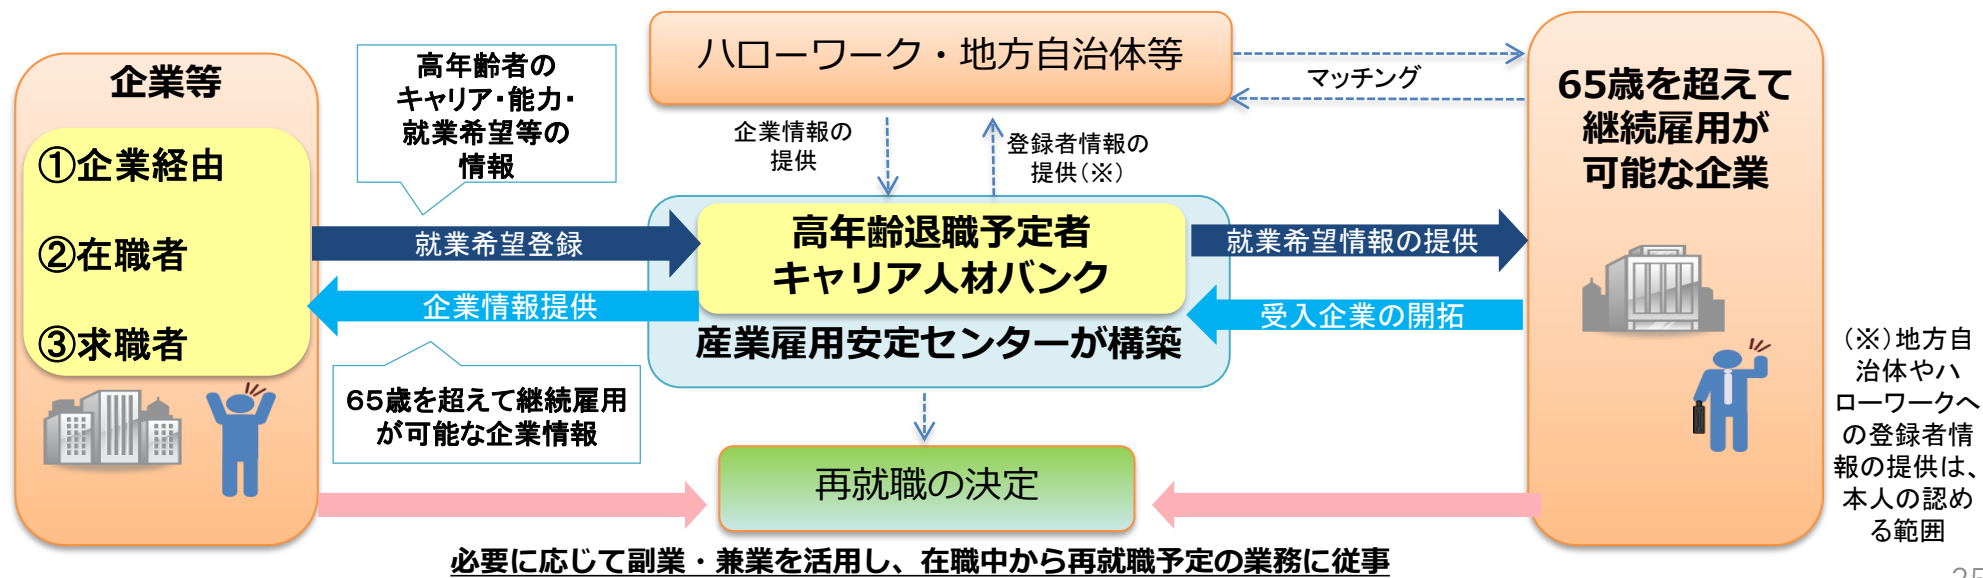 企業等
①企業経由
②在職者
③求職者
高年齢者の
キャリア・能力・
就業希望等の
情報
就業希望登録
企業情報提供
65歳を超えて継続雇用
が可能な企業情報
ハローワーク・地方自治体等
企業情報の
提供
登録者情報の
提供(※)
マッチング
高年齢退職予定者
キャリア人材バンク
産業雇用安定センターが構築
就業希望情報の提供
受入企業の開拓
再就職の決定
65歳を超えて
継続雇用が
可能な企業
(※)地方自
治体やハ
ローワークへ
の登録者情
報の提供は、
本人の認め
る範囲
必要に応じて副業・兼業を活用し、在職中から再就職予定の業務に従事